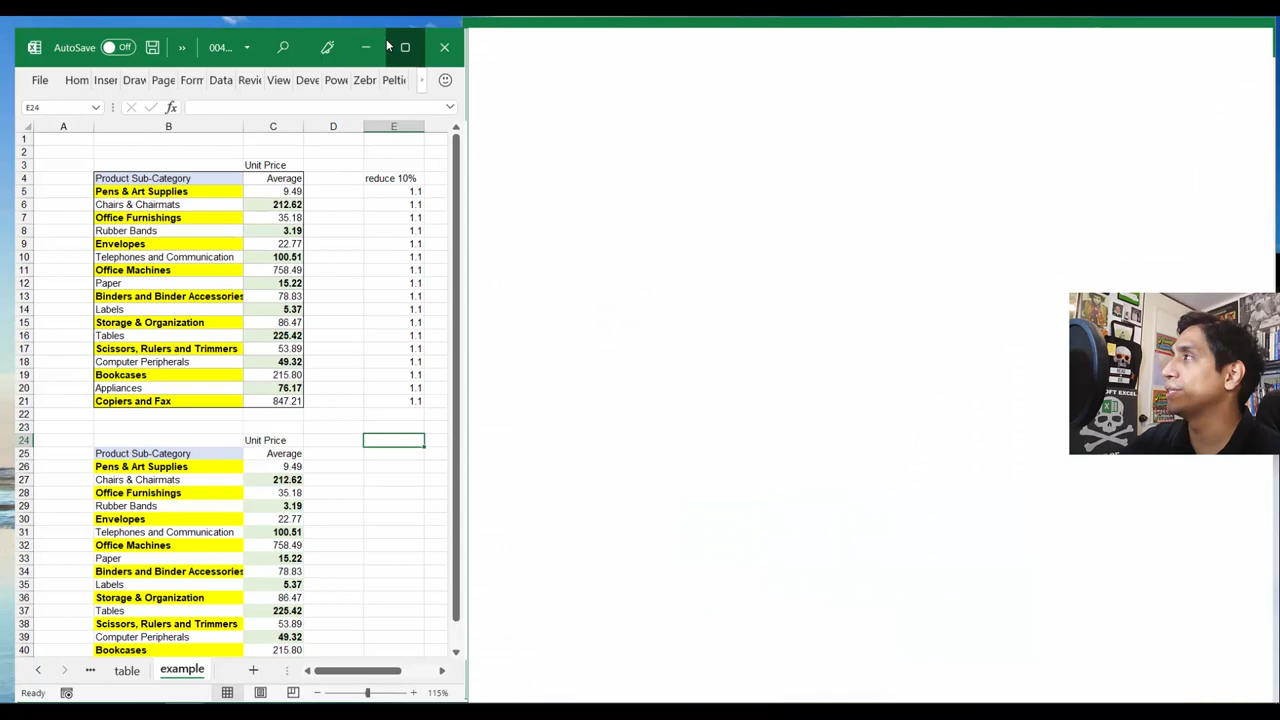 AutoSave Off » 004...
File Hom Inser Draw Page Form Data Revie View Deve Powe Zebr Peltie
E24 fx
A B C D E
1
2
3 Unit Price
4 Product Sub-Category Average reduce 10%
5 Pens & Art Supplies 9.49 1.1
6 Chairs & Chairmats 212.62 1.1
7 Office Furnishings 35.18 1.1
8 Rubber Bands 3.19 1.1
9 Envelopes 22.77 1.1
10 Telephones and Communication 100.51 1.1
11 Office Machines 758.49 1.1
12 Paper 15.22 1.1
13 Binders and Binder Accessories 78.83 1.1
14 Labels 5.37 1.1
15 Storage & Organization 86.47 1.1
16 Tables 225.42 1.1
17 Scissors, Rulers and Trimmers 53.89 1.1
18 Computer Peripherals 49.32 1.1
19 Bookcases 215.80 1.1
20 Appliances 76.17 1.1
21 Copiers and Fax 847.21 1.1
22
23
24 Unit Price
25 Product Sub-Category Average
26 Pens & Art Supplies 9.49
27 Chairs & Chairmats 212.62
28 Office Furnishings 35.18
29 Rubber Bands 3.19
30 Envelopes 22.77
31 Telephones and Communication 100.51
32 Office Machines 758.49
33 Paper 15.22
34 Binders and Binder Accessories 78.83
35 Labels 5.37
36 Storage & Organization 86.47
37 Tables 225.42
38 Scissors, Rulers and Trimmers 53.89
39 Computer Peripherals 49.32
40 Bookcases 215.80
... table example
Ready 115%